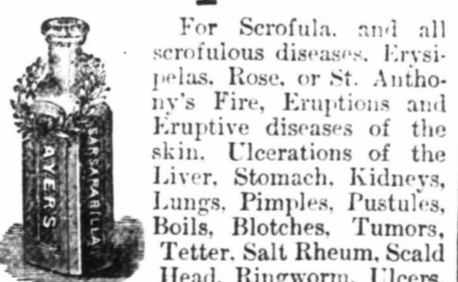 For Scrofula, and all
scrofulous diseases, Erysi-
pelas, Rose, or St. Antho-
ny's Fire, Eruptions and
Eruptive diseases of the
skin, Ulcerations of the
Liver, Stomach, Kidneys,
Lungs, Pimples, Pustules,
Boils, Blotches, Tumors,
Tetter, Salt Rheum, Scald
Head, Ringworm, Ulcers,
AYERS
SARSAPARILLA